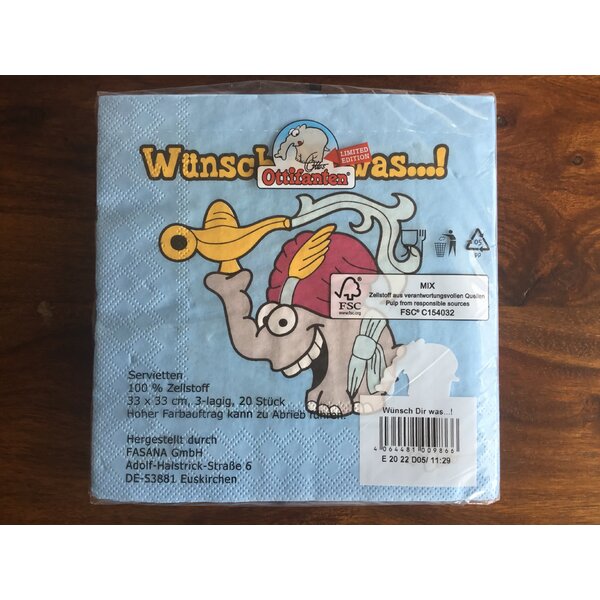 Wünsch was...!
LIMITED
EDITION
Otto
Ottifanten®
05
PP
FSC
www.fsc.org
MIX
Zellstoff aus verantwortungsvollen Quellen
Pulp from responsible sources
FSC® C154032
Servietten
100 % Zellstoff
33 x 33 cm, 3-lagig, 20 Stück
Hoher Farbauftrag kann zu Abrieb führen.
Hergestellt durch
FASANA GmbH
Adolf-Halstrick-Straße 6
DE-53881 Euskirchen
Wünsch Dir was...!
4 064481 009866
E 20 22 D05/ 11:29